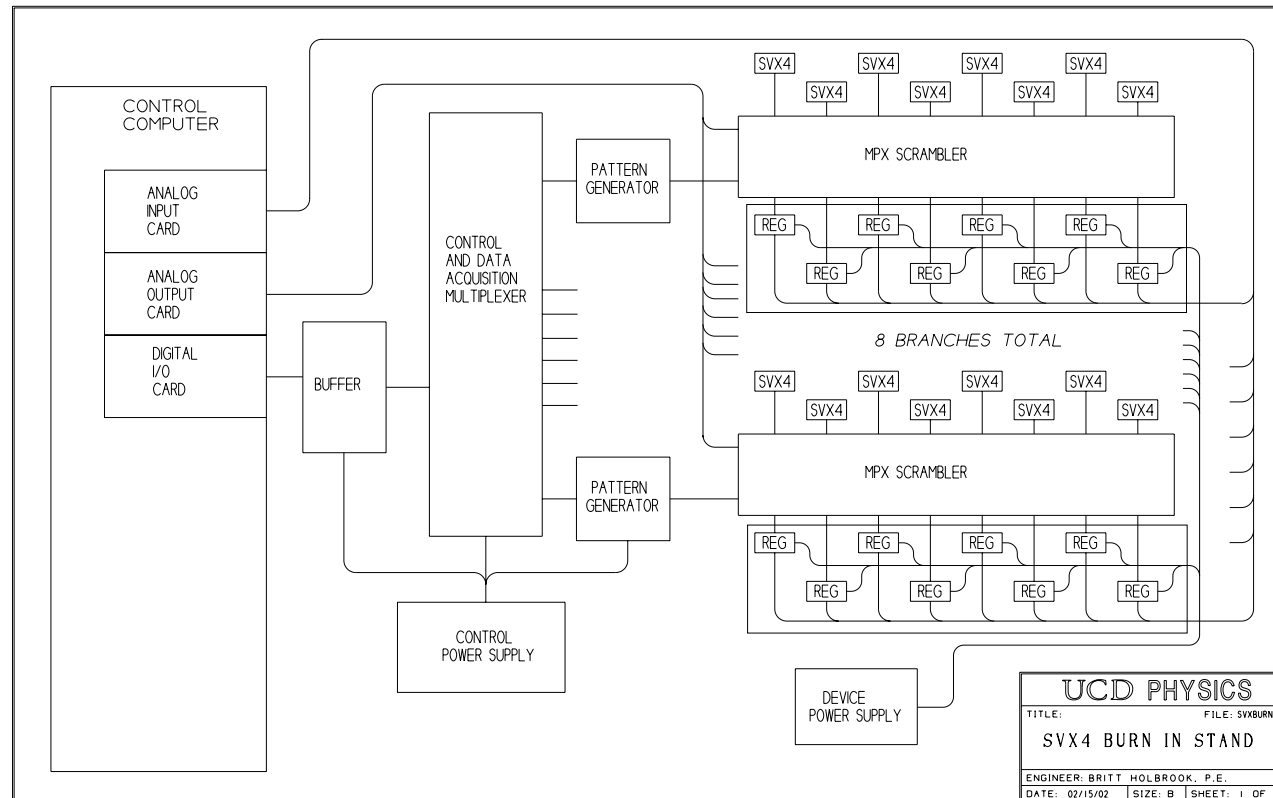 CONTROL
COMPUTER
ANALOG
INPUT
CARD
ANALOG
OUTPUT
CARD
DIGITAL
I/O
CARD
BUFFER
CONTROL
AND DATA
ACQUISITION
MULTIPLEXER
PATTERN
GENERATOR
PATTERN
GENERATOR
CONTROL
POWER SUPPLY
SVX4 SVX4 SVX4 SVX4
SVX4 SVX4 SVX4 SVX4
MPX SCRAMBLER
REG REG REG REG
REG REG REG REG
8 BRANCHES TOTAL
SVX4 SVX4 SVX4 SVX4
SVX4 SVX4 SVX4 SVX4
MPX SCRAMBLER
REG REG REG REG
REG REG REG REG
DEVICE
POWER SUPPLY
UCD PHYSICS
TITLE: FILE: SVXBURN
SVX4 BURN IN STAND
ENGINEER: BRITT HOLBROOK, P.E.
DATE: 02/15/02 SIZE: B SHEET: 1 OF